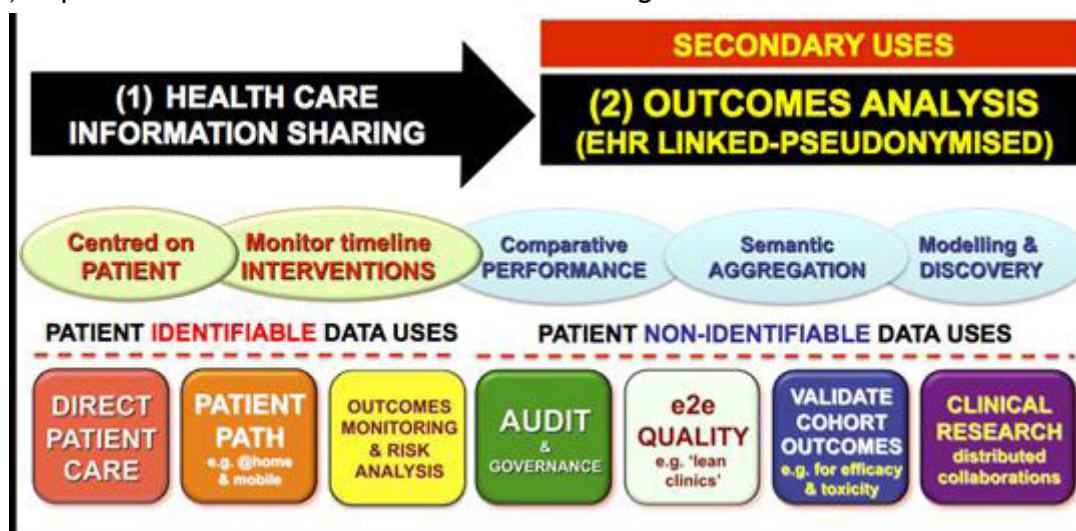 SECONDARY USES
(1) HEALTH CARE
INFORMATION SHARING
(2) OUTCOMES ANALYSIS
(EHR LINKED-PSEUDONYMISED)
Centred on
PATIENT
Monitor timeline
INTERVENTIONS
Comparative
PERFORMANCE
Semantic
AGGREGATION
Modelling &
DISCOVERY
PATIENT IDENTIFIABLE DATA USES
PATIENT NON-IDENTIFIABLE DATA USES
DIRECT
PATIENT
CARE
PATIENT
PATH
e.g. @home
& mobile
OUTCOMES
MONITORING
& RISK
ANALYSIS
AUDIT
&
GOVERNANCE
e2e
QUALITY
e.g. 'lean
clinics'
VALIDATE
COHORT
OUTCOMES
e.g. for efficacy
& toxicity
CLINICAL
RESEARCH
distributed
collaborations